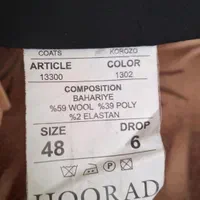 COATS KOROZO
ARTICLE COLOR
13300 1302
COMPOSITION
BAHARIYE
%59 WOOL %39 POLY
%2 ELASTAN
SIZE DROP
48 6
HOORAD